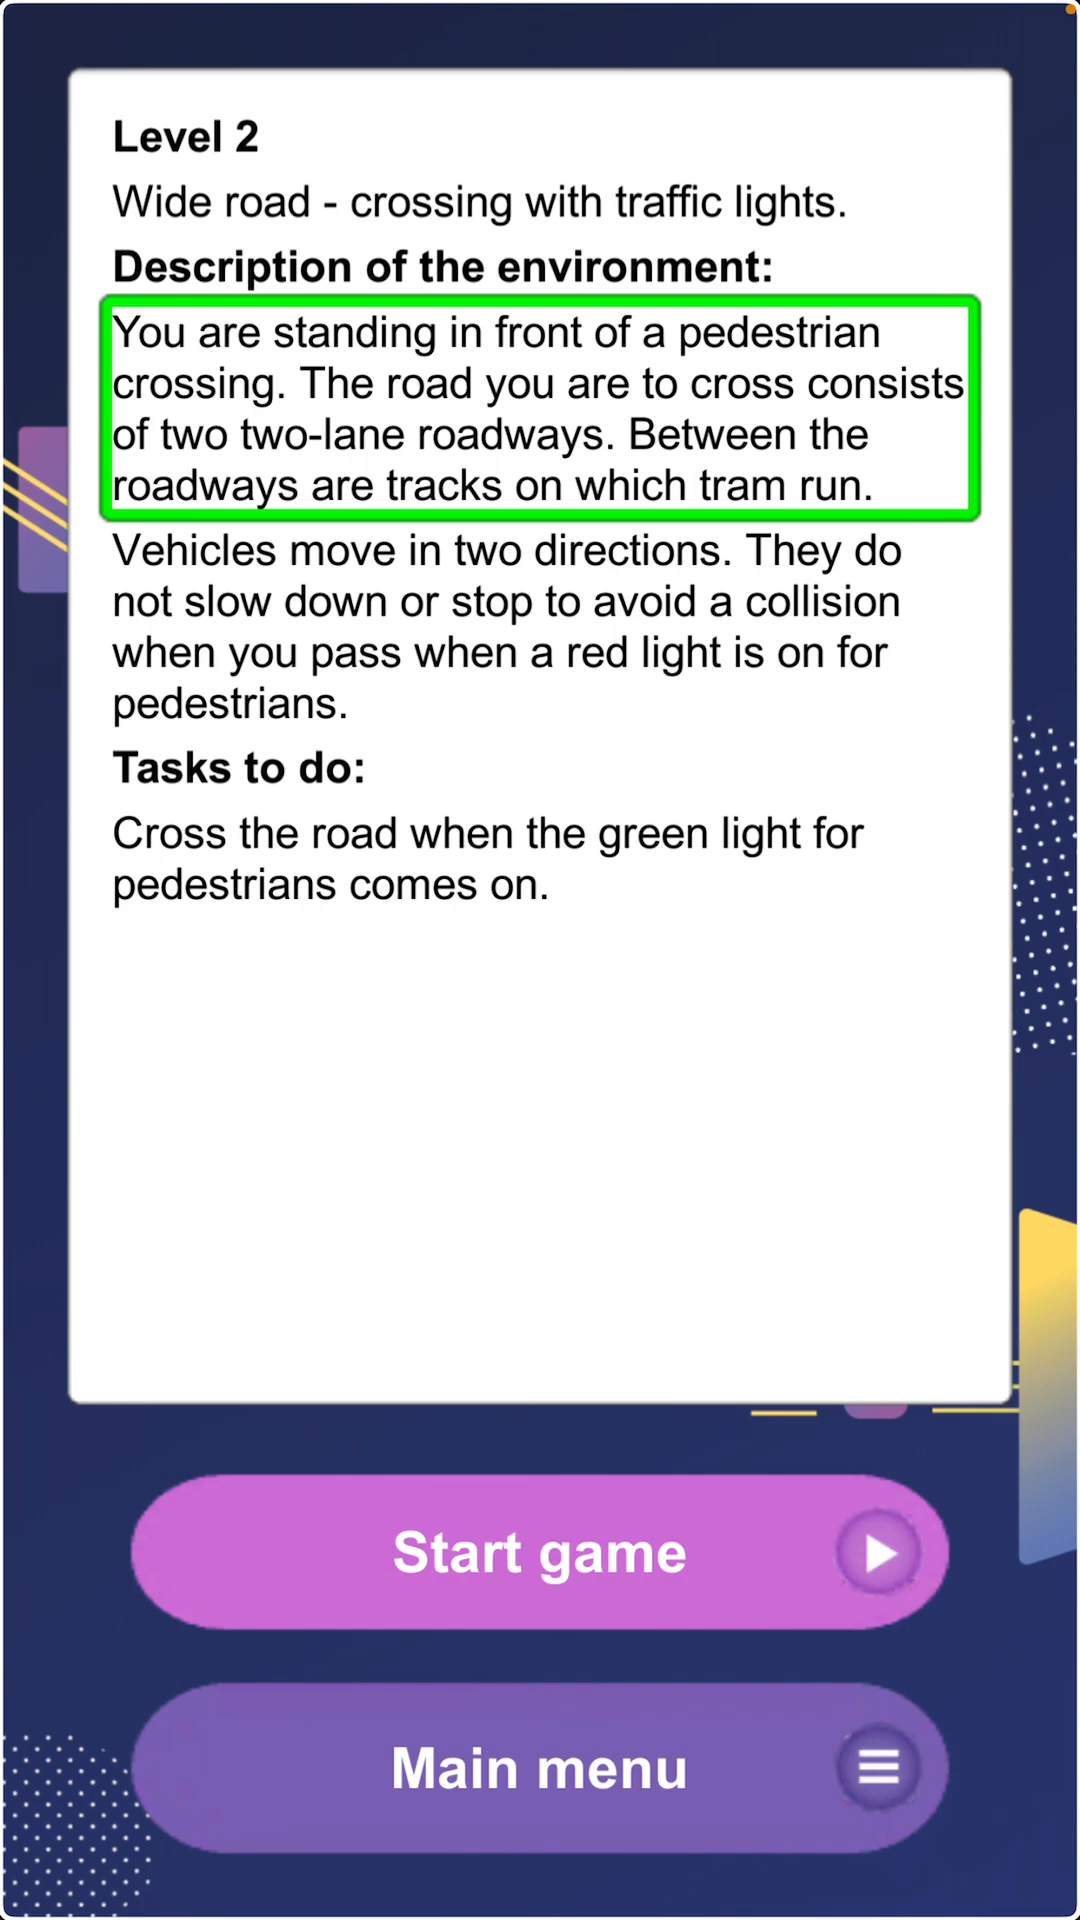 Level 2
Wide road - crossing with traffic lights.
Description of the environment:
You are standing in front of a pedestrian
crossing. The road you are to cross consists
of two two-lane roadways. Between the
roadways are tracks on which tram run.
Vehicles move in two directions. They do
not slow down or stop to avoid a collision
when you pass when a red light is on for
pedestrians.
Tasks to do:
Cross the road when the green light for
pedestrians comes on.
Start game
Main menu